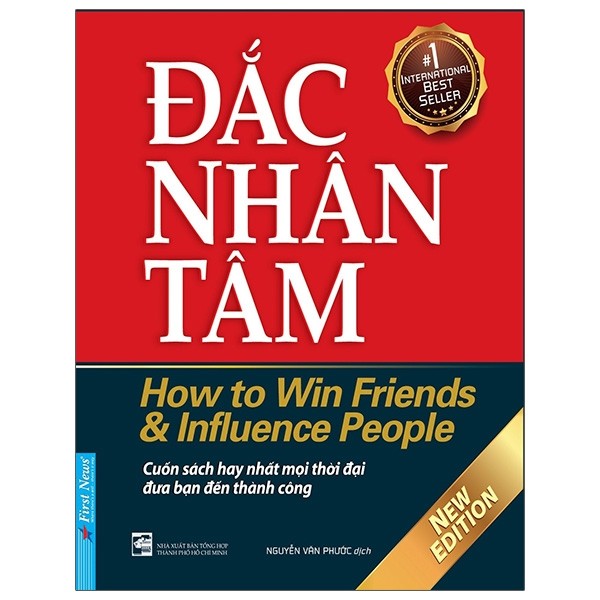 #1
INTERNATIONAL
BEST
SELLER
ĐẮC
NHÂN
TÂM
How to Win Friends
& Influence People
Cuốn sách hay nhất mọi thời đại
đưa bạn đến thành công
NEW
EDITION
First News
NHÀ XUẤT BẢN TỔNG HỢP
THÀNH PHỐ HỒ CHÍ MINH
NGUYỄN VĂN PHƯỚC dịch